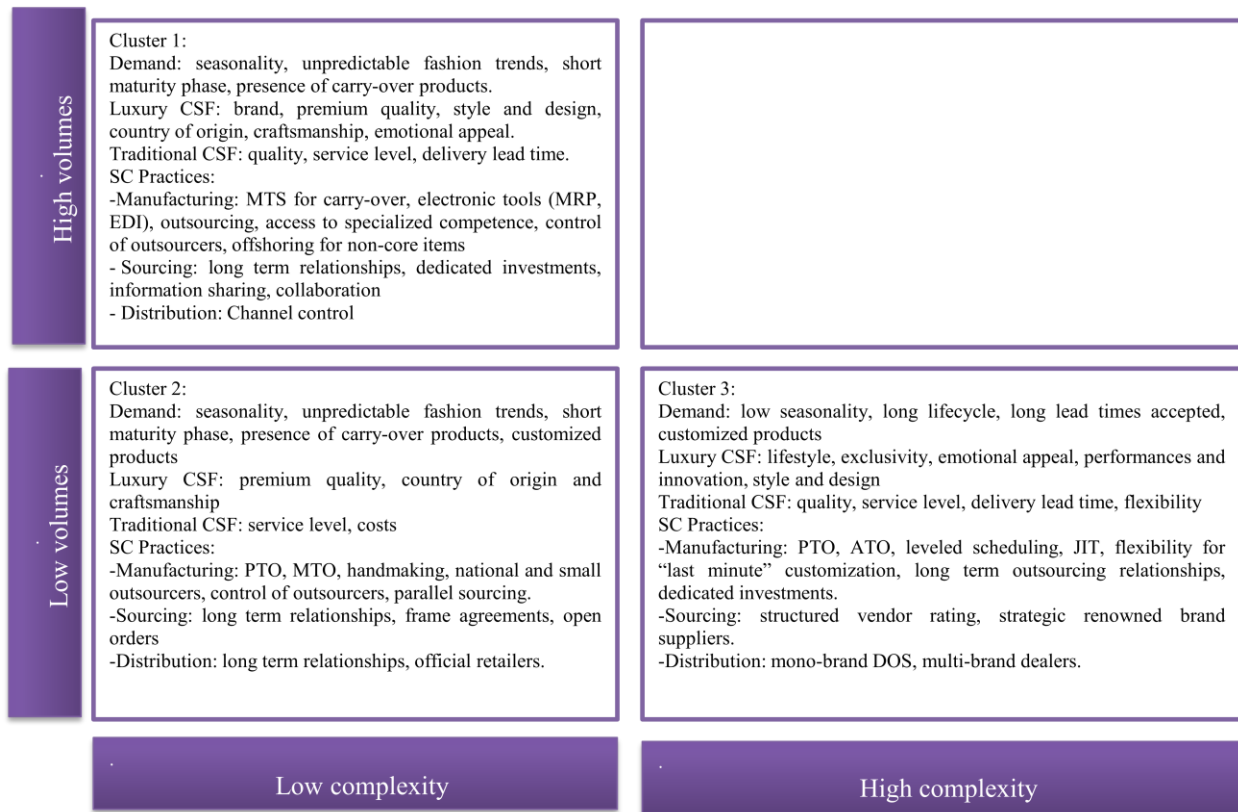 High volumes
Cluster 1:
Demand: seasonality, unpredictable fashion trends, short
maturity phase, presence of carry-over products.
Luxury CSF: brand, premium quality, style and design,
country of origin, craftsmanship, emotional appeal.
Traditional CSF: quality, service level, delivery lead time.
SC Practices:
-Manufacturing: MTS for carry-over, electronic tools (MRP,
EDI), outsourcing, access to specialized competence, control
of outsourcers, offshoring for non-core items
- Sourcing: long term relationships, dedicated investments,
information sharing, collaboration
- Distribution: Channel control
Low volumes
Cluster 2:
Demand: seasonality, unpredictable fashion trends, short
maturity phase, presence of carry-over products, customized
products
Luxury CSF: premium quality, country of origin and
craftsmanship
Traditional CSF: service level, costs
SC Practices:
-Manufacturing: PTO, MTO, handmaking, national and small
outsourcers, control of outsourcers, parallel sourcing.
-Sourcing: long term relationships, frame agreements, open
orders
-Distribution: long term relationships, official retailers.
Cluster 3:
Demand: low seasonality, long lifecycle, long lead times accepted,
customized products
Luxury CSF: lifestyle, exclusivity, emotional appeal, performances and
innovation, style and design
Traditional CSF: quality, service level, delivery lead time, flexibility
SC Practices:
-Manufacturing: PTO, ATO, leveled scheduling, JIT, flexibility for
“last minute” customization, long term outsourcing relationships,
dedicated investments.
-Sourcing: structured vendor rating, strategic renowned brand
suppliers.
-Distribution: mono-brand DOS, multi-brand dealers.
Low complexity
High complexity